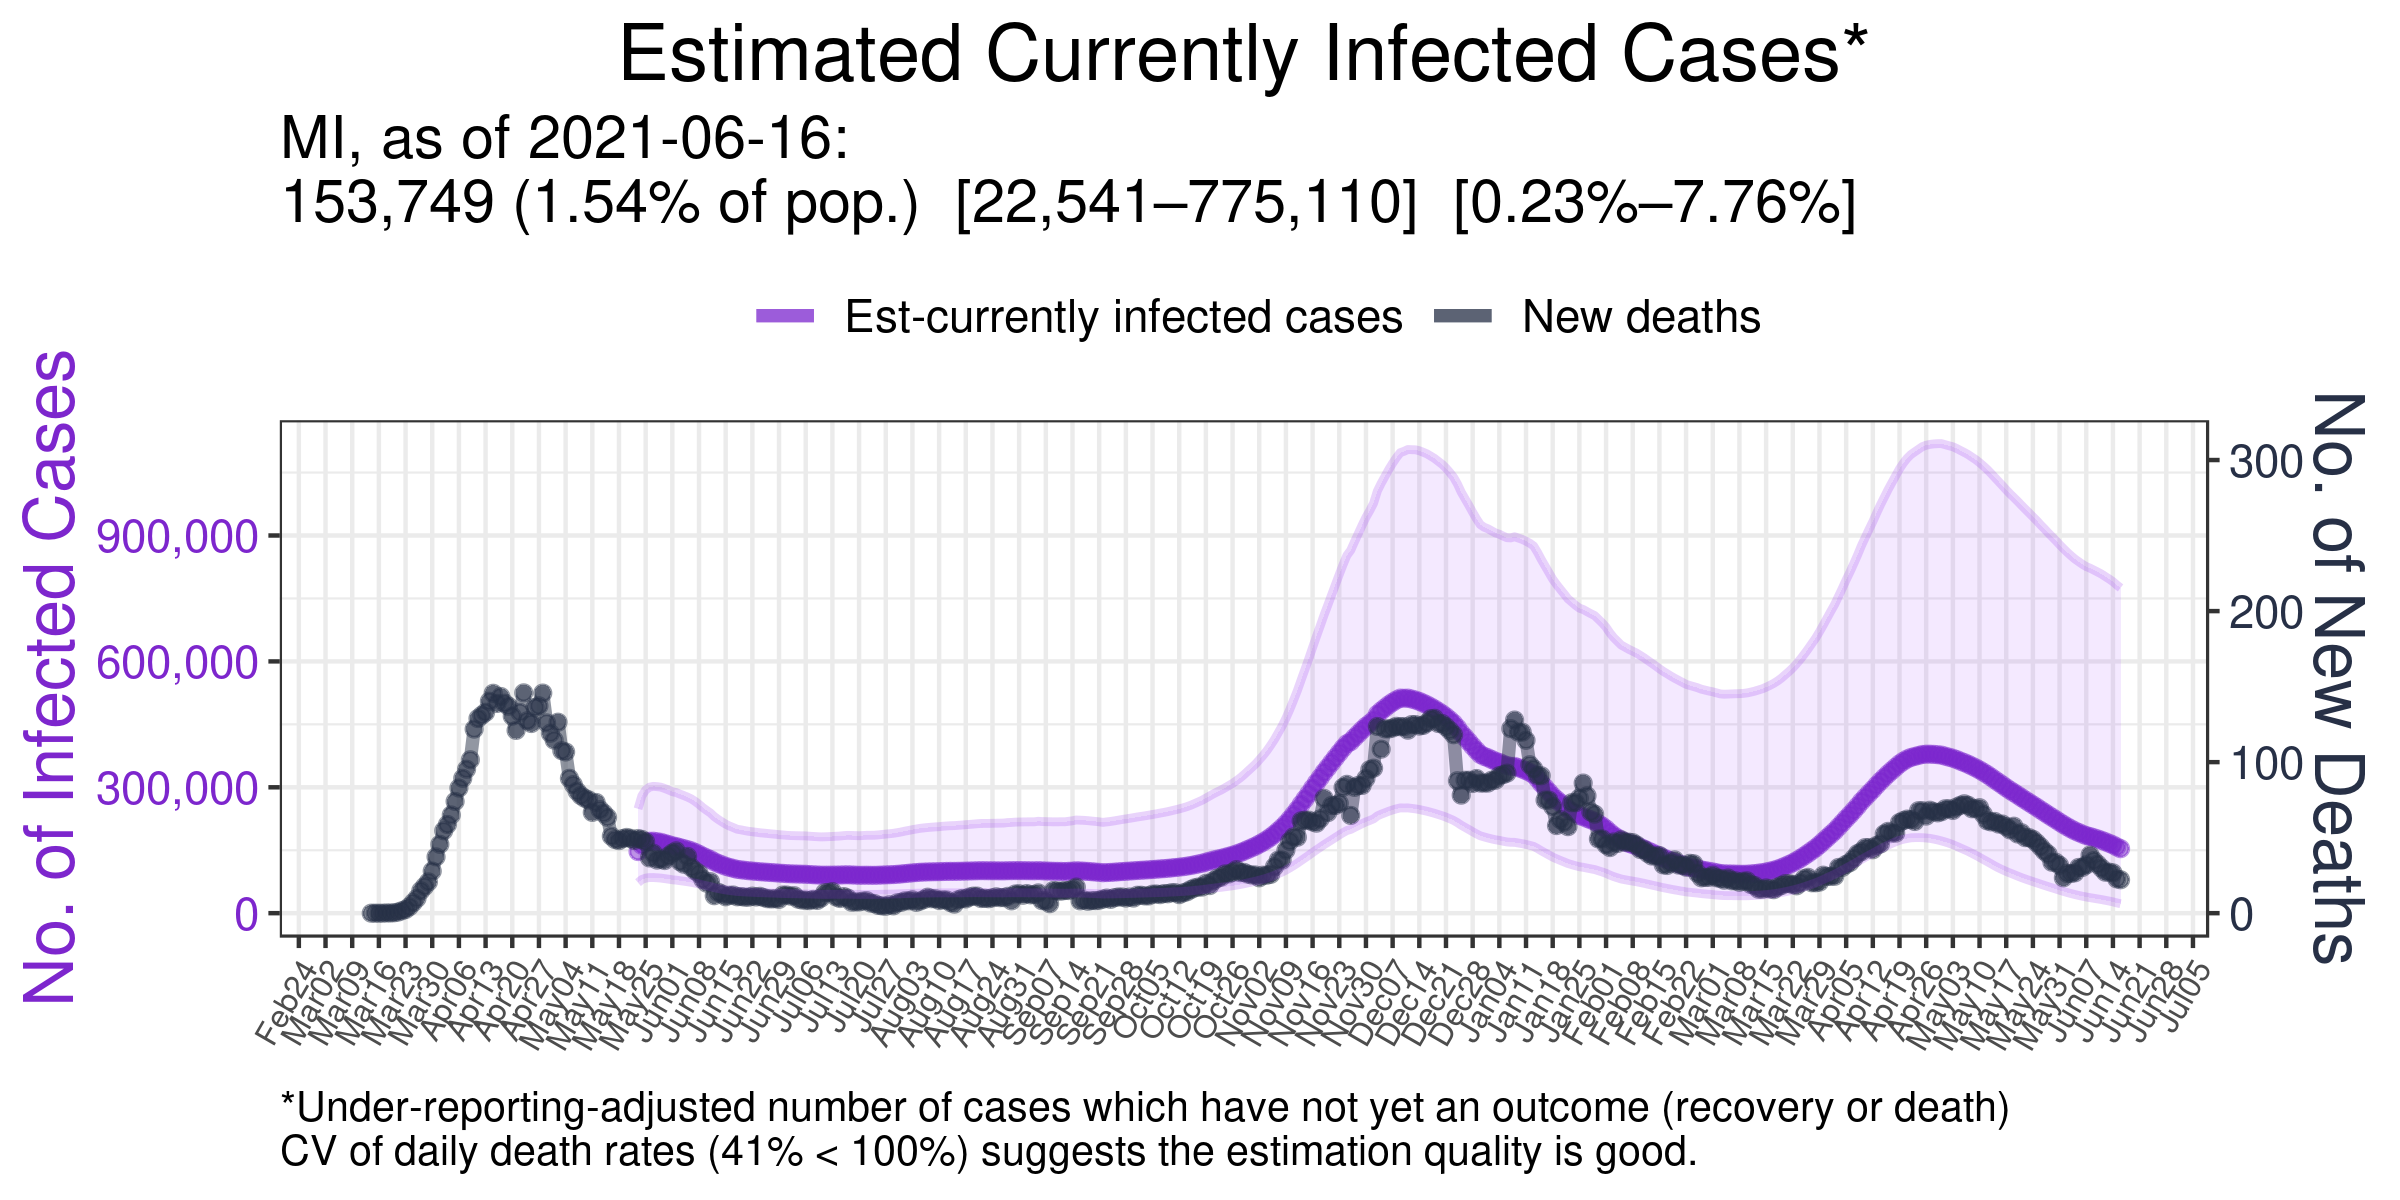 Estimated Currently Infected Cases*
MI, as of 2021-06-16:
153,749 (1.54% of pop.) [22,541–775,110] [0.23%–7.76%]
Est-currently infected cases
New deaths
No. of Infected Cases
900,000
600,000
300,000
0
300
200
100
0
No. of New Deaths
Feb24
Mar02
Mar09
Mar16
Mar23
Mar30
Apr06
Apr13
Apr20
Apr27
May04
May11
May18
May25
Jun01
Jun08
Jun15
Jun22
Jun29
Jul06
Jul13
Jul20
Jul27
Aug03
Aug10
Aug17
Aug24
Aug31
Sep07
Sep14
Sep21
Sep28
Oct05
Oct12
Oct19
Oct26
Nov02
Nov09
Nov16
Nov23
Nov30
Dec07
Dec14
Dec21
Dec28
Jan04
Jan11
Jan18
Jan25
Feb01
Feb08
Feb15
Feb22
Mar01
Mar08
Mar15
Mar22
Mar29
Apr05
Apr12
Apr19
Apr26
May03
May10
May17
May24
May31
Jun07
Jun14
Jun21
Jun28
Jul05
*Under-reporting-adjusted number of cases which have not yet an outcome (recovery or death)
CV of daily death rates (41% < 100%) suggests the estimation quality is good.